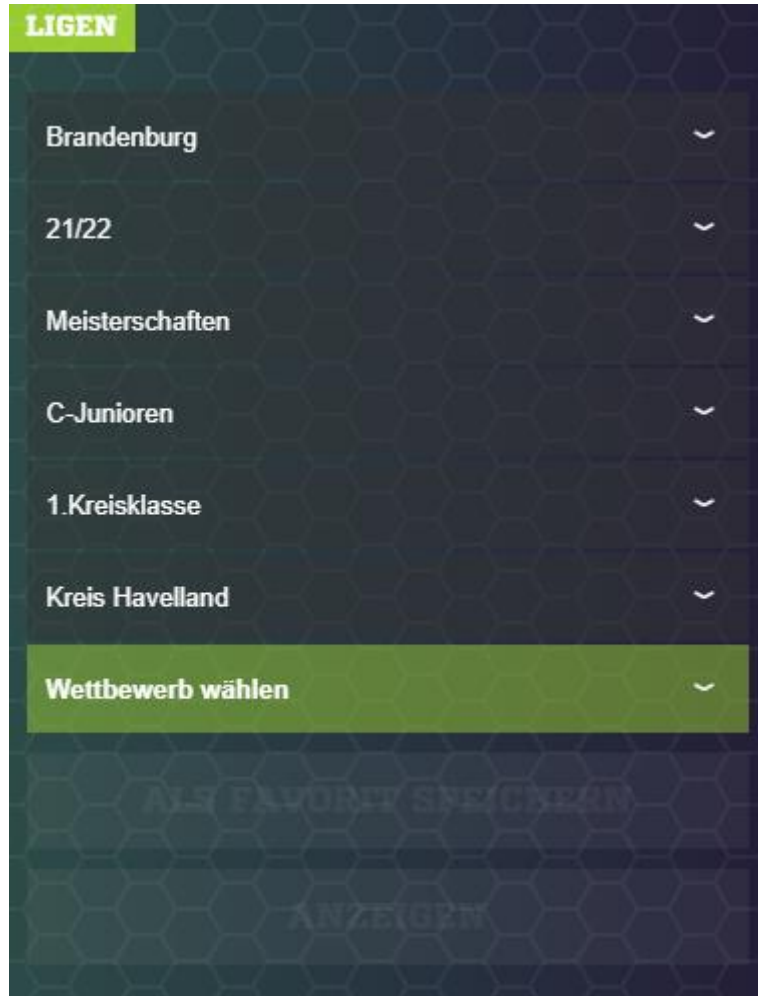 LIGEN
Brandenburg
21/22
Meisterschaften
C-Junioren
1.Kreisklasse
Kreis Havelland
Wettbewerb wählen
ALS FAVORIT SPEICHERN
ANZEIGEN